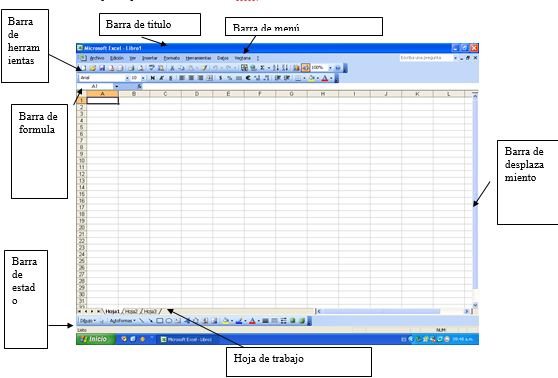 Barra de titulo
Barra de menú
Barra
de
herram
ientas
Microsoft Excel - Libro1
Archivo Edición Ver Insertar Formato Herramientas Datos Ventana ?
Escriba una pregunta
100%
Arial 10 N K S
A1 fx
A B C D E F G H I J K L
1
2
3
4
5
6
7
8
9
10
11
12
13
14
15
16
17
18
19
20
21
22
23
24
25
26
27
28
29
30
31
Barra de
formula
Barra de
desplaza
miento
Barra
de
estad
o
Hoja1 Hoja2 Hoja3
Dibujo Autoformas
Listo NUM
Inicio Microsoft Excel - Libro1
Hoja de trabajo